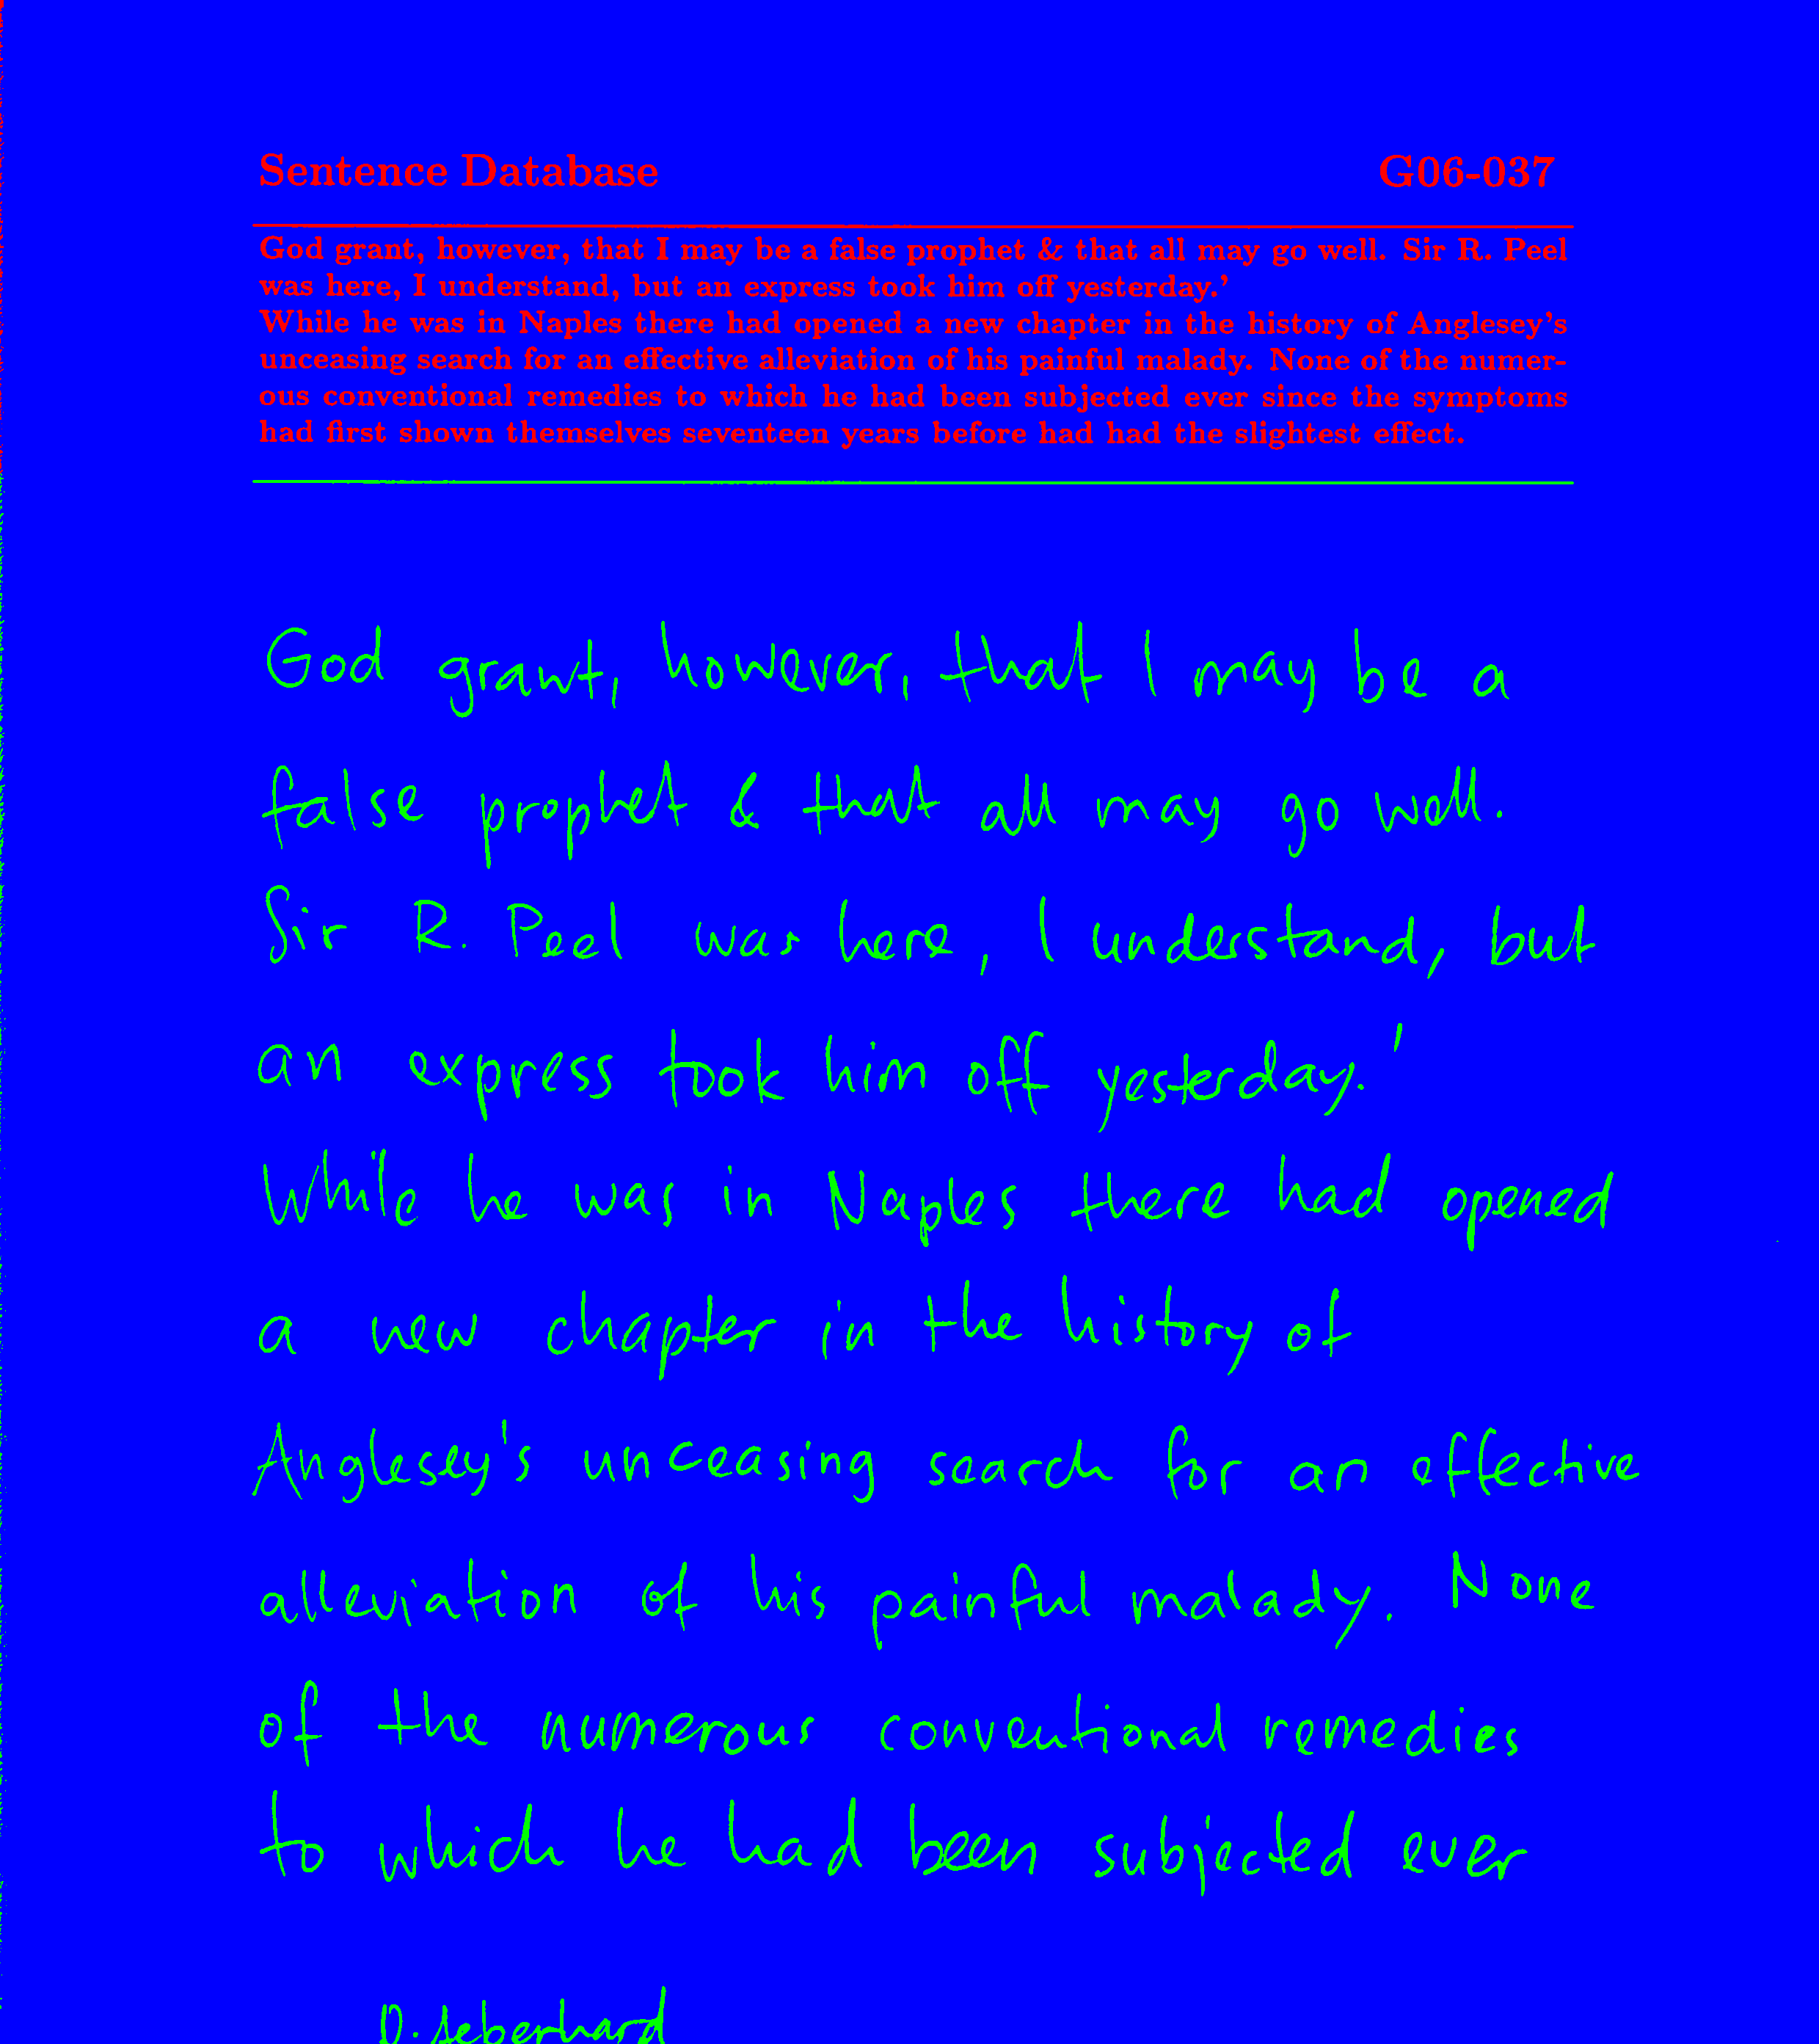 Sentence Database G06-037
God grant, however, that I may be a false prophet & that all may go well. Sir R. Peel
was here, I understand, but an express took him off yesterday.'
While he was in Naples there had opened a new chapter in the history of Anglesey's
unceasing search for an effective alleviation of his painful malady. None of the numer-
ous conventional remedies to which he had been subjected ever since the symptoms
had first shown themselves seventeen years before had had the slightest effect.
God grant, however, that I may be a
false prophet & that all may go well.
Sir R. Peel was here, I understand, but
an express took him off yesterday.'
While he was in Naples there had opened
a new chapter in the history of
Anglesey's unceasing search for an effective
alleviation of his painful malady. None
of the numerous conventional remedies
to which he had been subjected ever
D. Aeberhard